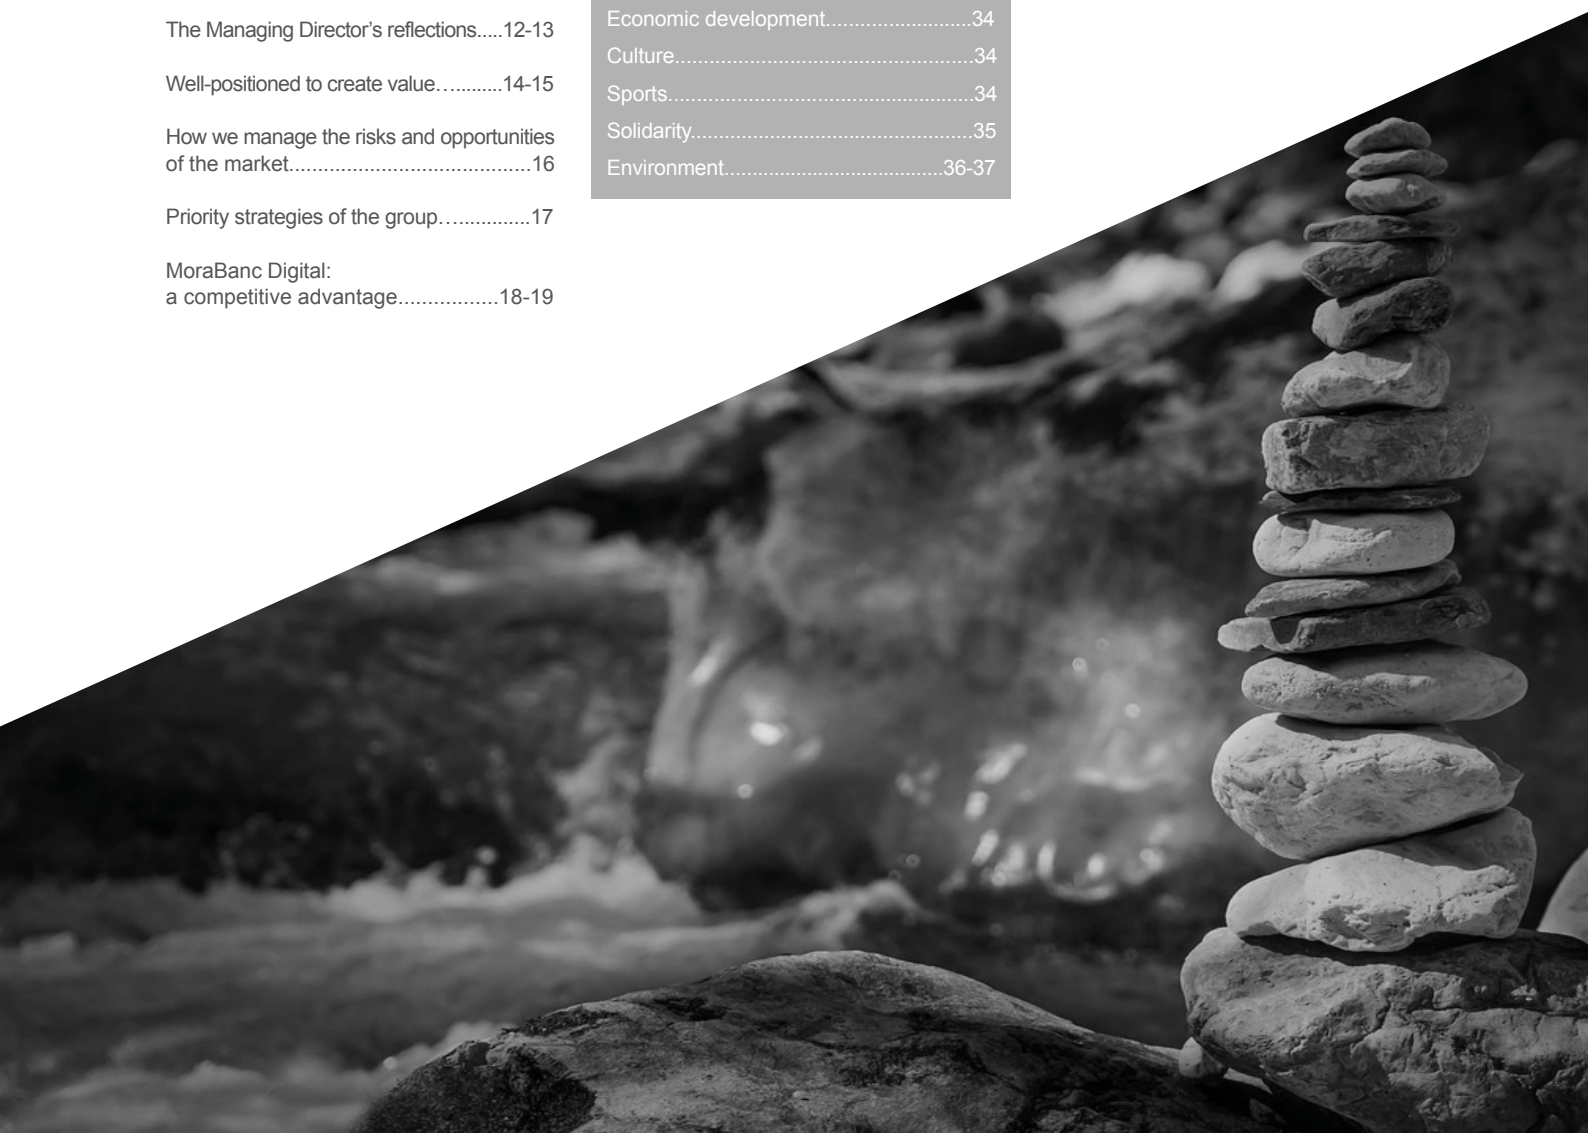 The Managing Director’s reflections.....12-13
Well-positioned to create value….........14-15
How we manage the risks and opportunities
of the market.........................................16
Priority strategies of the group…............17
MoraBanc Digital:
a competitive advantage.................18-19
Economic development.........................34
Culture...................................................34
Sports.....................................................34
Solidarity................................................35
Environment......................................36-37